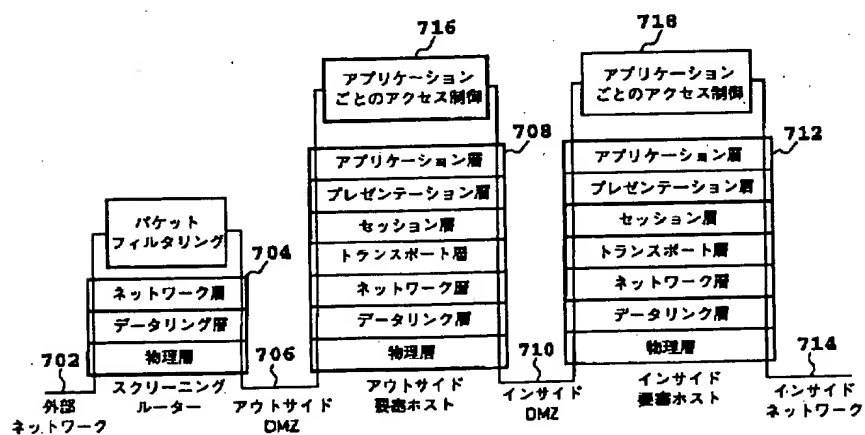 716
718
アプリケーション
ごとのアクセス制御
アプリケーション
ごとのアクセス制御
708
712
アプリケーション層
プレゼンテーション層
セッション層
トランスポート層
ネットワーク層
データリンク層
物理層
アプリケーション層
プレゼンテーション層
セッション層
トランスポート層
ネットワーク層
データリンク層
物理層
パケット
フィルタリング
704
ネットワーク層
データリング層
物理層
702
706
710
714
外部
ネットワーク
スクリーニング
ルーター
アウトサイド
DMZ
アウトサイド
要塞ホスト
インサイド
DMZ
インサイド
要塞ホスト
インサイド
ネットワーク